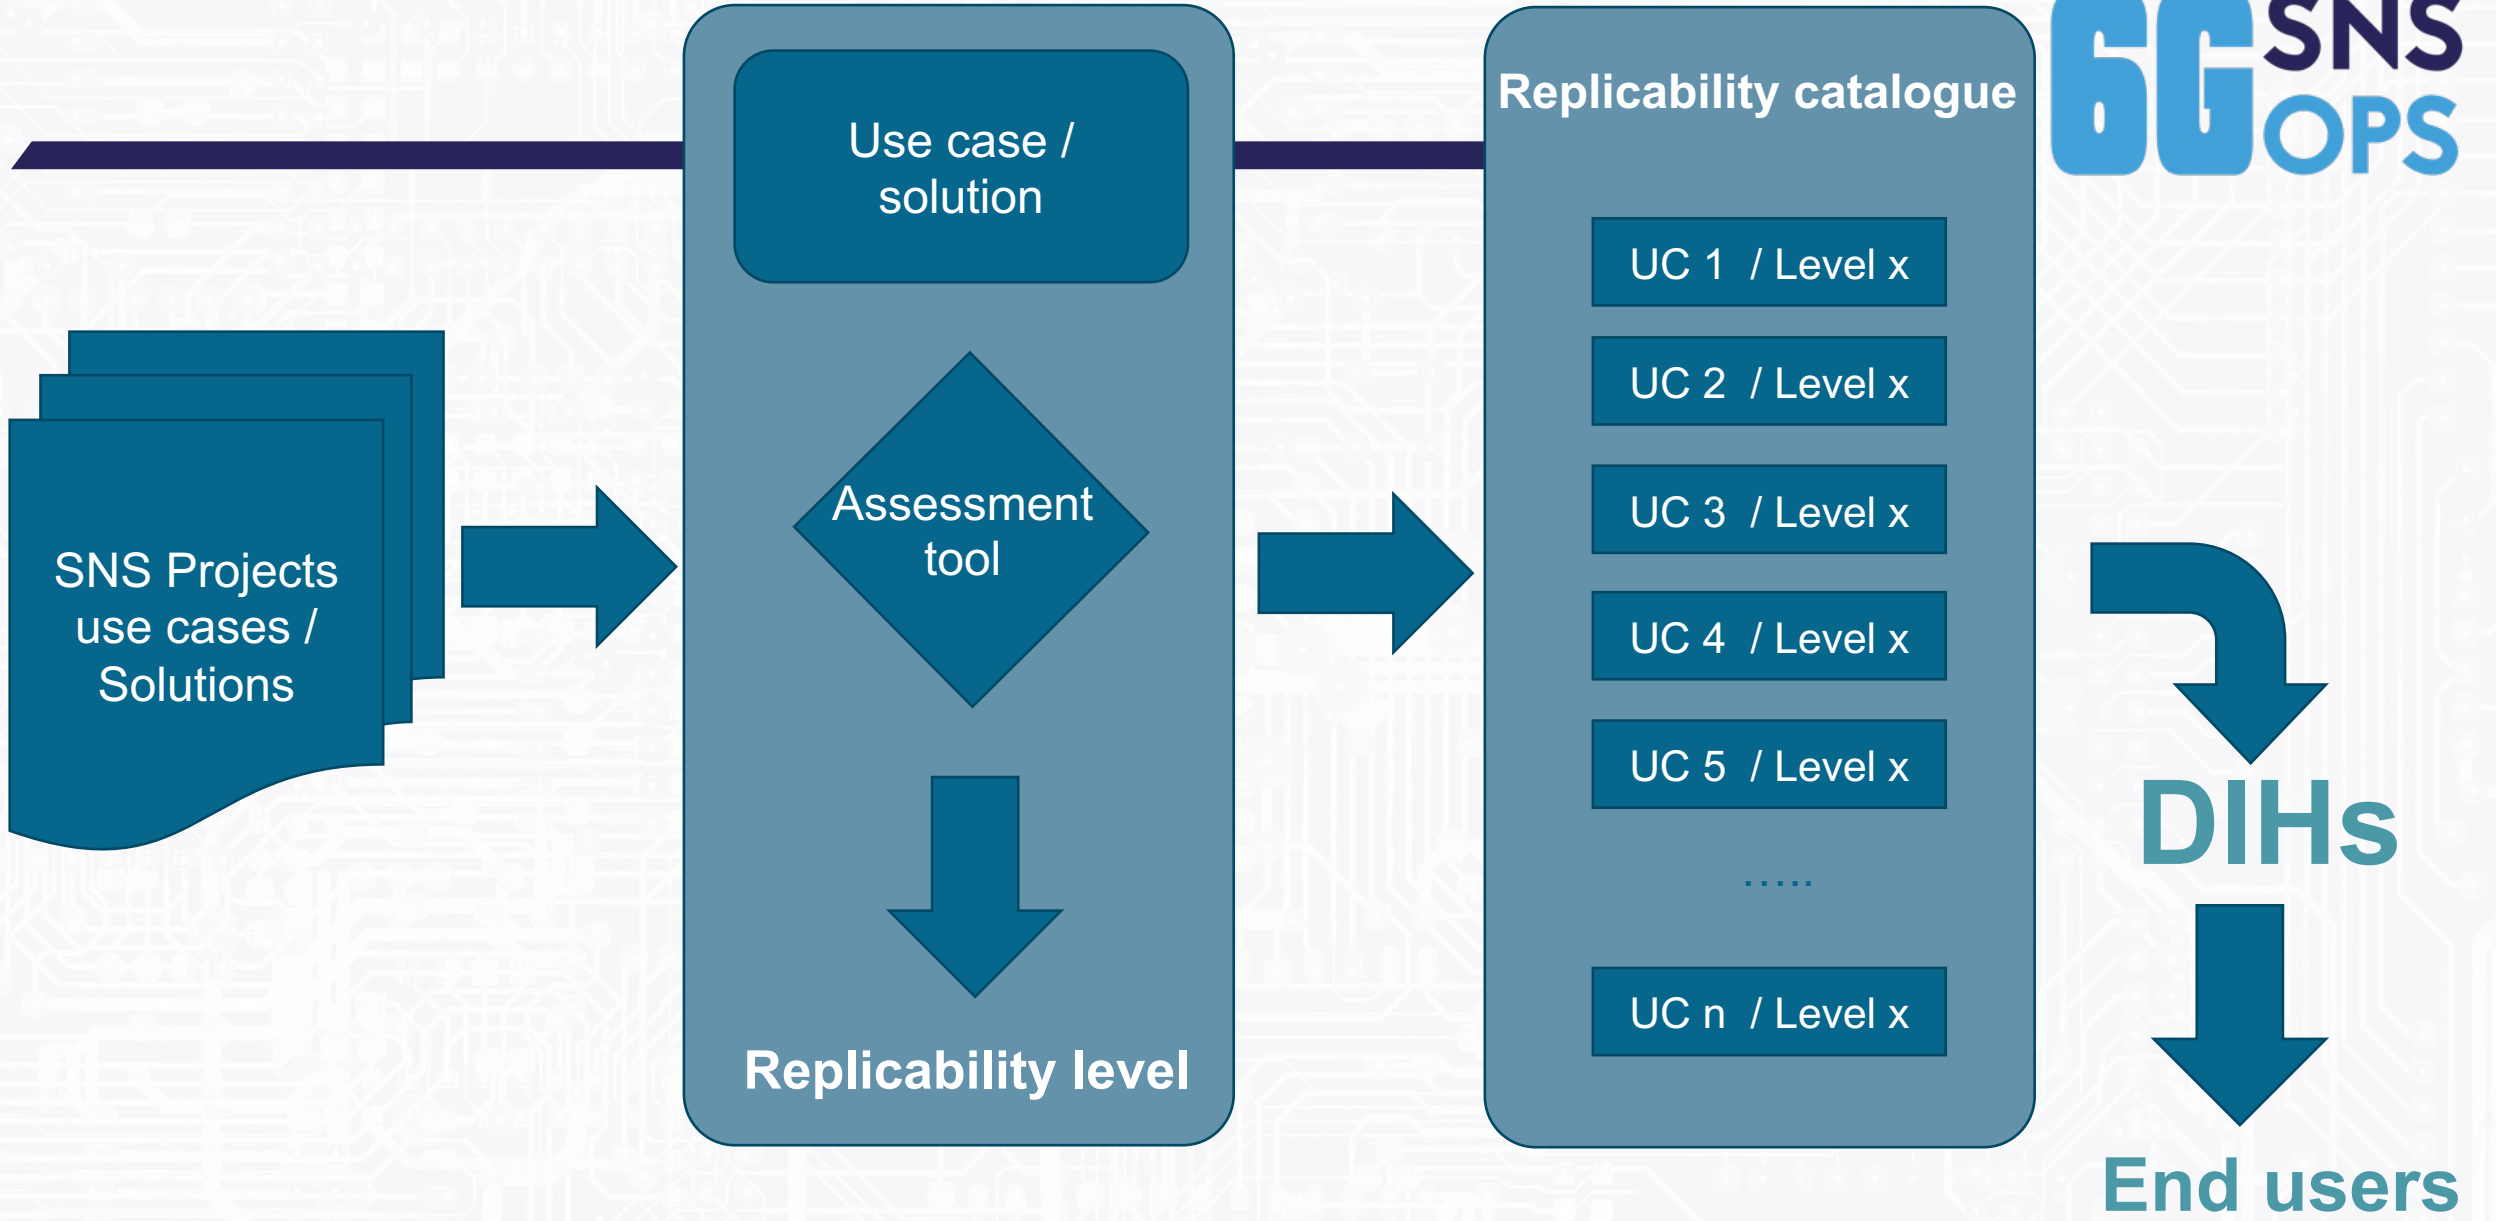 6G SNS
OPS
SNS Projects
use cases /
Solutions
Use case /
solution
Assessment
tool
Replicability level
Replicability catalogue
UC 1 / Level x
UC 2 / Level x
UC 3 / Level x
UC 4 / Level x
UC 5 / Level x
.....
UC n / Level x
DIHs
End users